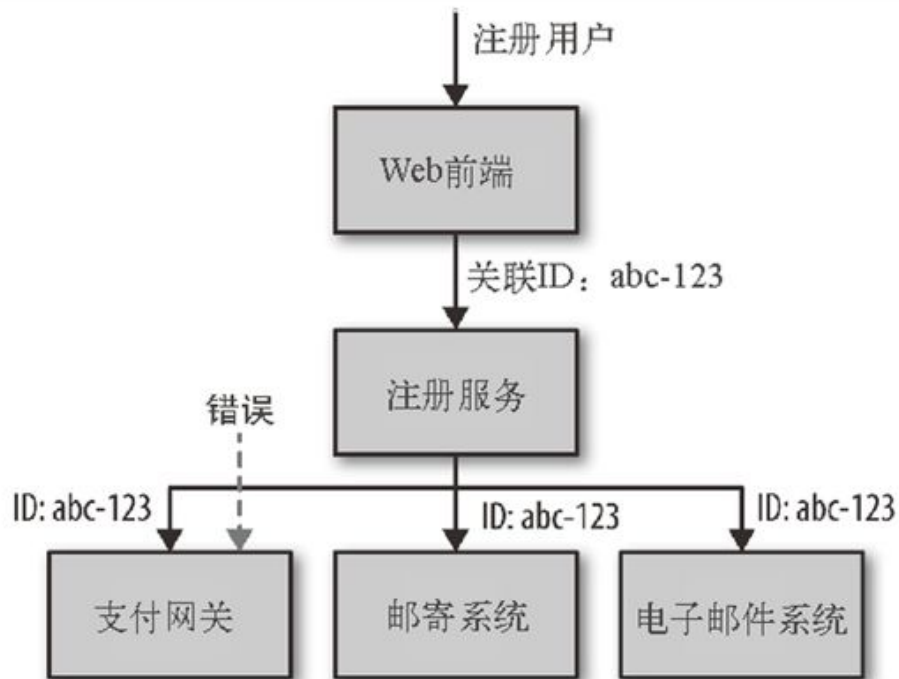 注册用户
Web前端
关联ID：abc-123
注册服务
错误
ID: abc-123
ID: abc-123
ID: abc-123
支付网关
邮寄系统
电子邮件系统